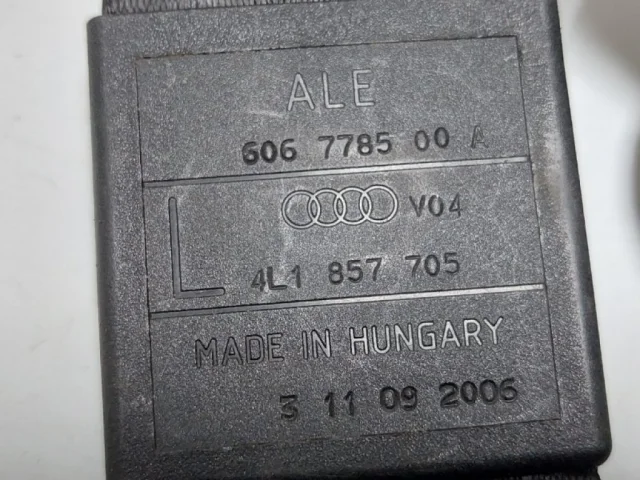 ALE
606 7785 00 A
L V04
4L1 857 705
MADE IN HUNGARY
3 11 09 2006